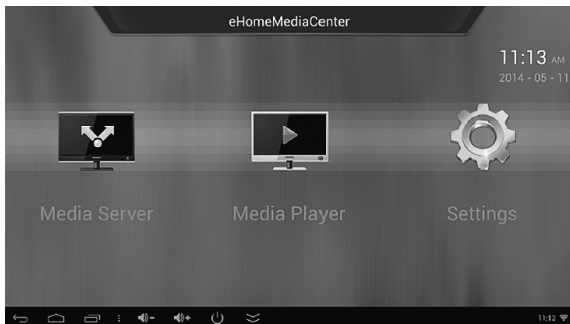 eHomeMediaCenter
11:13 AM
2014 - 05 - 11
Media Server
Media Player
Settings
11:13